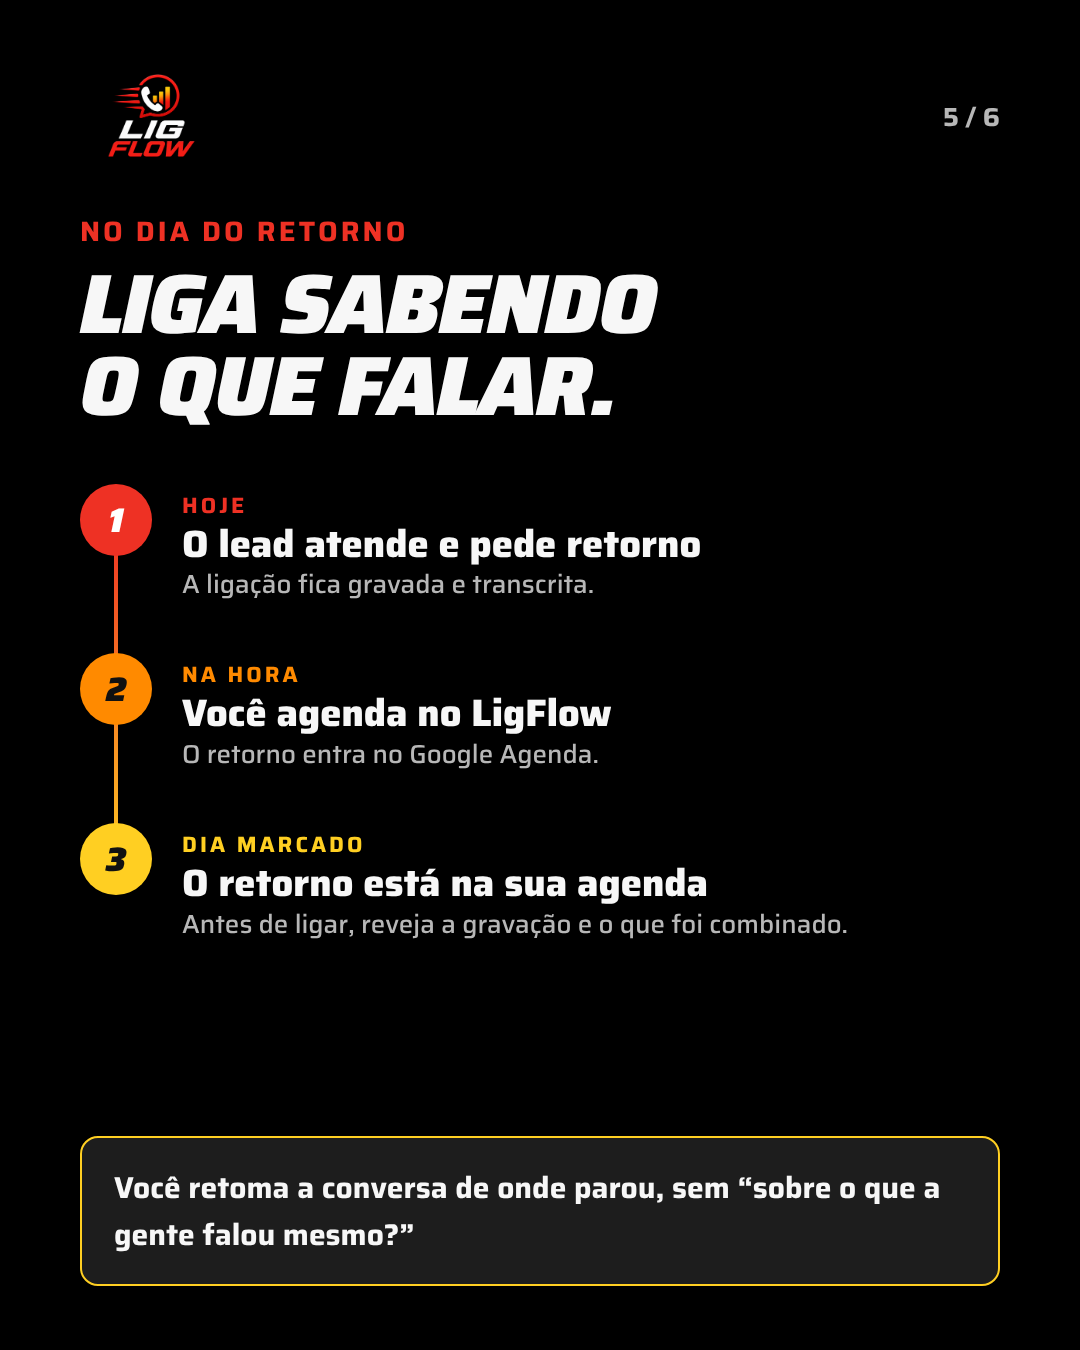 LIG
FLOW
5 / 6
NO DIA DO RETORNO
LIGA SABENDO
O QUE FALAR.
1
HOJE
O lead atende e pede retorno
A ligação fica gravada e transcrita.
2
NA HORA
Você agenda no LigFlow
O retorno entra no Google Agenda.
3
DIA MARCADO
O retorno está na sua agenda
Antes de ligar, reveja a gravação e o que foi combinado.
Você retoma a conversa de onde parou, sem “sobre o que a
gente falou mesmo?”